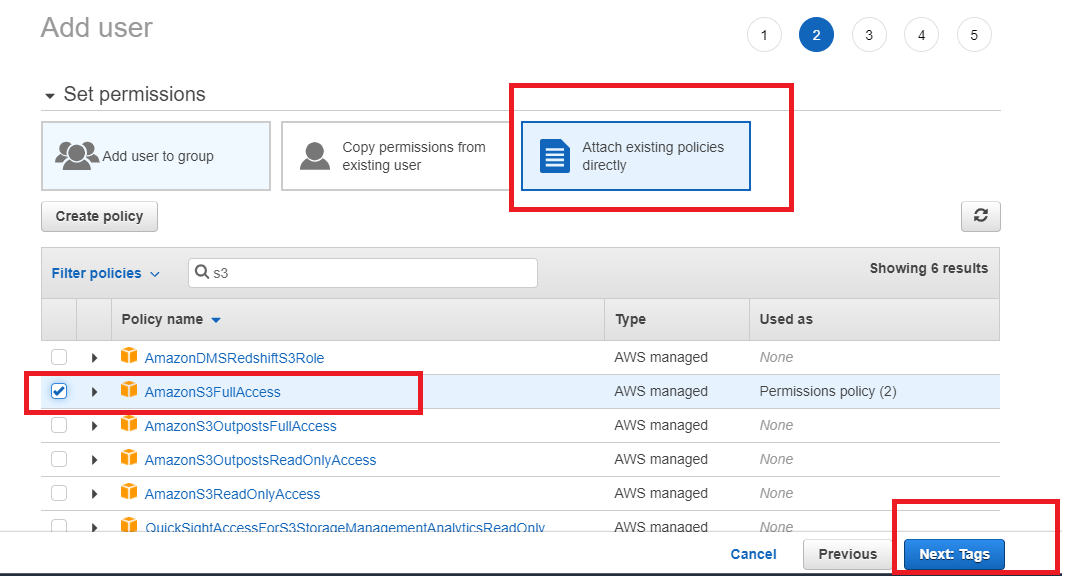 Add user
1 2 3 4 5
Set permissions
Add user to group
Copy permissions from
existing user
Attach existing policies
directly
Create policy
Filter policies
s3
Showing 6 results
Policy name Type Used as
AmazonDMSRedshiftS3Role AWS managed None
AmazonS3FullAccess AWS managed Permissions policy (2)
AmazonS3OutpostsFullAccess AWS managed None
AmazonS3OutpostsReadOnlyAccess AWS managed None
AmazonS3ReadOnlyAccess AWS managed None
QuickSightAccessForS3StorageManagementAnalyticsReadOnly AWS managed None
Cancel Previous Next: Tags